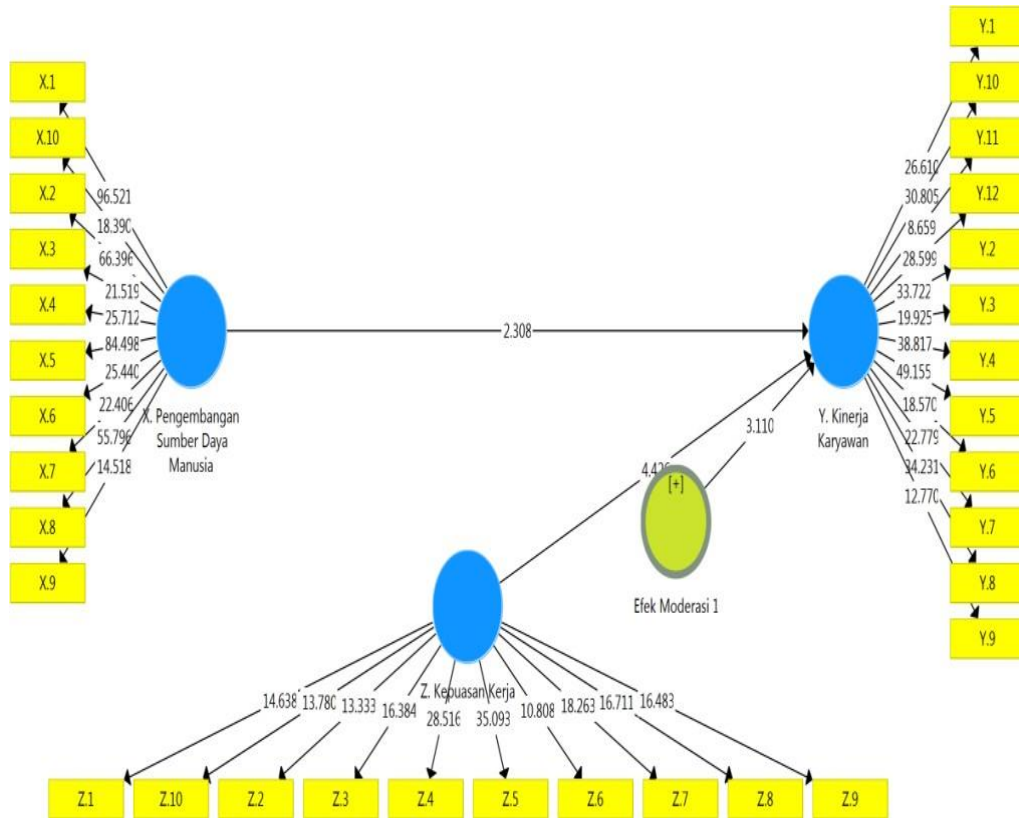 X.1
X.10
X.2
X.3
X.4
X.5
X.6
X.7
X.8
X.9
96.521
18.390
66.396
21.519
25.712
84.498
25.440
22.406
55.796
14.518
X. Pengembangan
Sumber Daya
Manusia
2.308
3.110
[+]
Efek Moderasi 1
Y. Kinerja
Karyawan
26.610
30.805
8.659
28.599
33.722
19.925
38.817
49.155
18.570
22.779
34.231
12.770
Y.1
Y.10
Y.11
Y.12
Y.2
Y.3
Y.4
Y.5
Y.6
Y.7
Y.8
Y.9
Z. Kepuasan Kerja
14.638
13.780
13.333
16.384
28.516
35.093
10.808
18.263
16.711
16.483
Z.1
Z.10
Z.2
Z.3
Z.4
Z.5
Z.6
Z.7
Z.8
Z.9